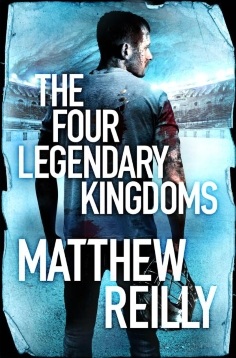 THE
FOUR
LEGENDARY
KINGDOMS
MATTHEW
REILLY